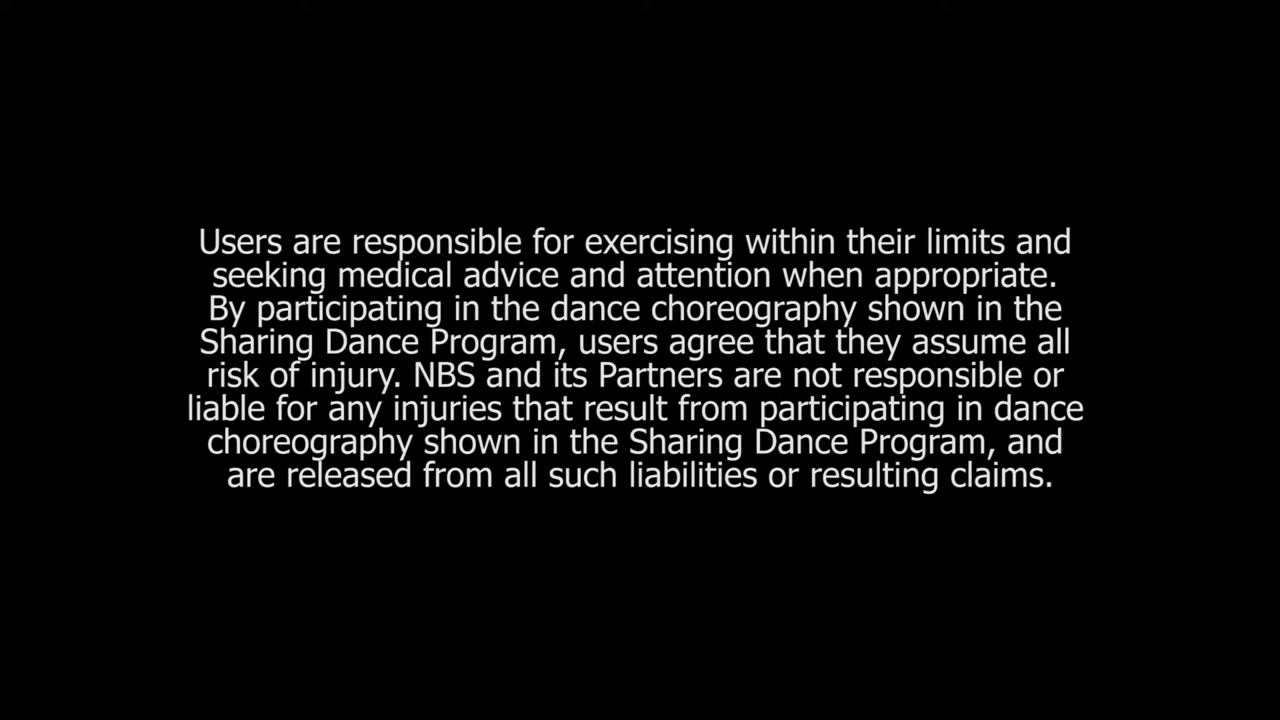 Users are responsible for exercising within their limits and
seeking medical advice and attention when appropriate.
By participating in the dance choreography shown in the
Sharing Dance Program, users agree that they assume all
risk of injury. NBS and its Partners are not responsible or
liable for any injuries that result from participating in dance
choreography shown in the Sharing Dance Program, and
are released from all such liabilities or resulting claims.